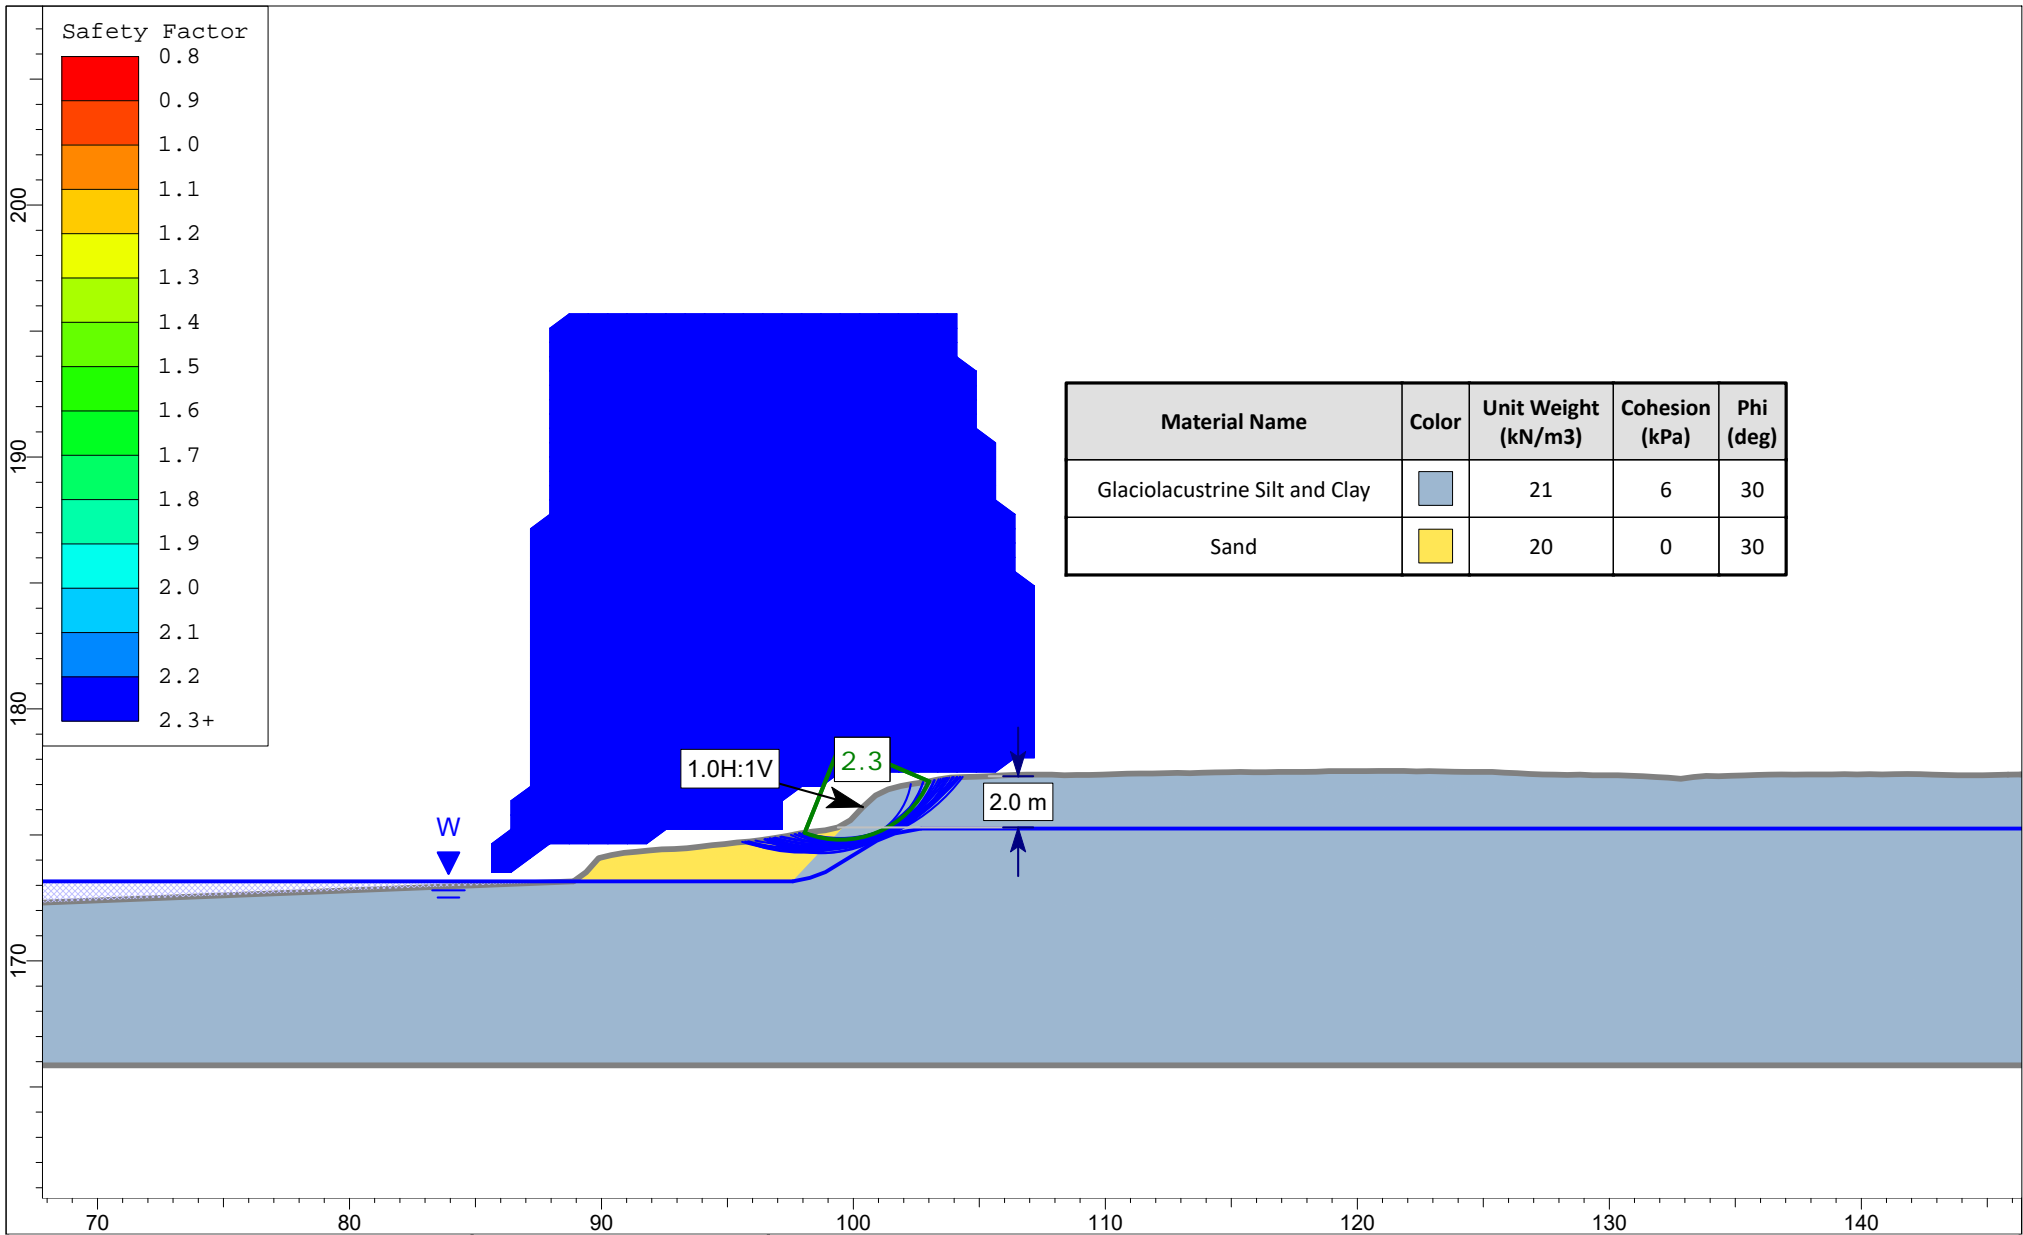 Safety Factor
0.8
0.9
1.0
1.1
1.2
1.3
1.4
1.5
1.6
1.7
1.8
1.9
2.0
2.1
2.2
2.3+
200
190
180
170
Material Name Color Unit Weight (kN/m3) Cohesion (kPa) Phi (deg)
Glaciolacustrine Silt and Clay 21 6 30
Sand 20 0 30
1.0H:1V
2.3
2.0 m
W
70 80 90 100 110 120 130 140